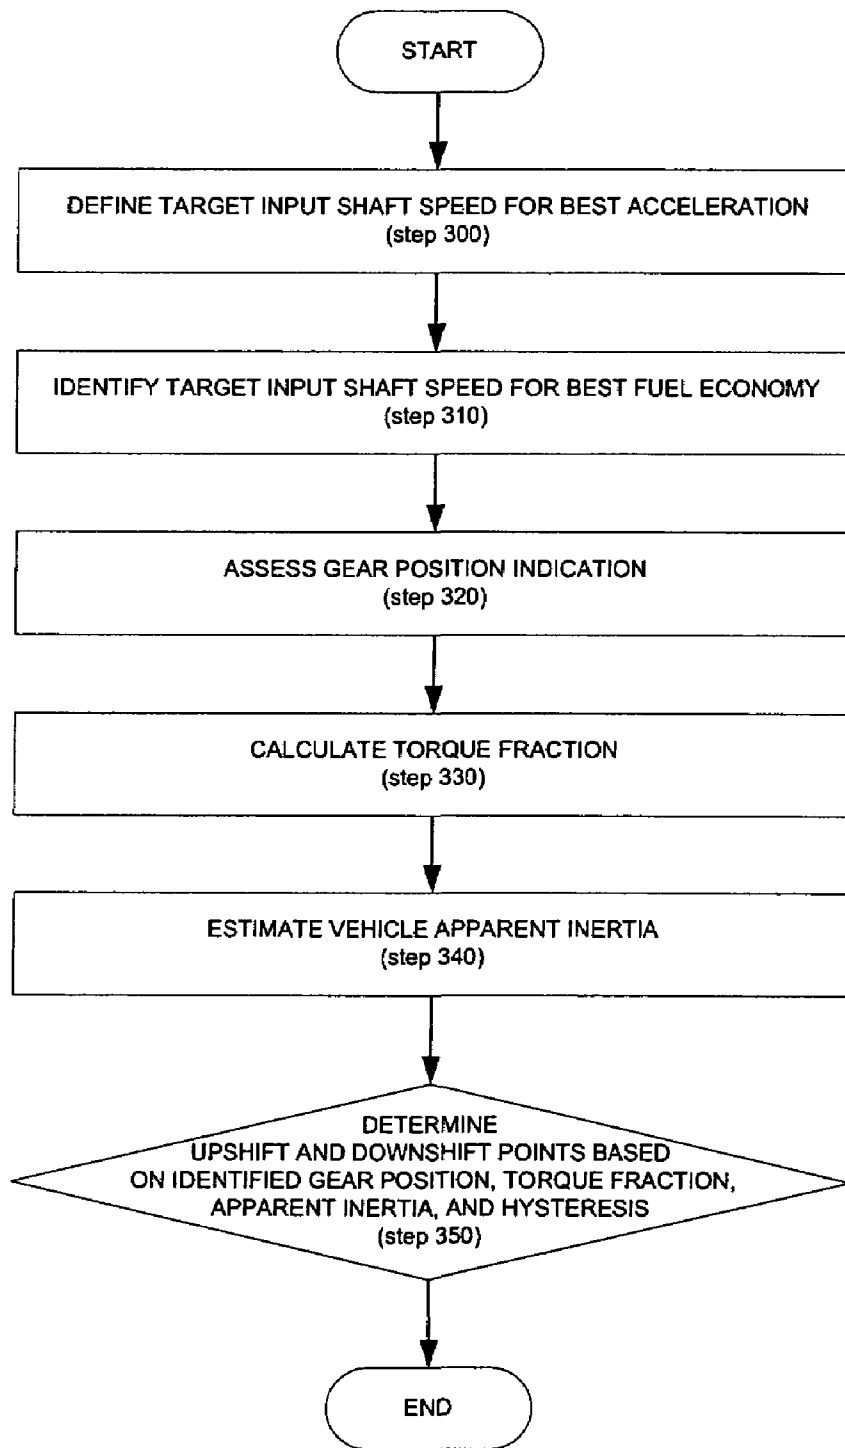 START
DEFINE TARGET INPUT SHAFT SPEED FOR BEST ACCELERATION
(step 300)
IDENTIFY TARGET INPUT SHAFT SPEED FOR BEST FUEL ECONOMY
(step 310)
ASSESS GEAR POSITION INDICATION
(step 320)
CALCULATE TORQUE FRACTION
(step 330)
ESTIMATE VEHICLE APPARENT INERTIA
(step 340)
DETERMINE
UPSHIFT AND DOWNSHIFT POINTS BASED
ON IDENTIFIED GEAR POSITION, TORQUE FRACTION,
APPARENT INERTIA, AND HYSTERESIS
(step 350)
END